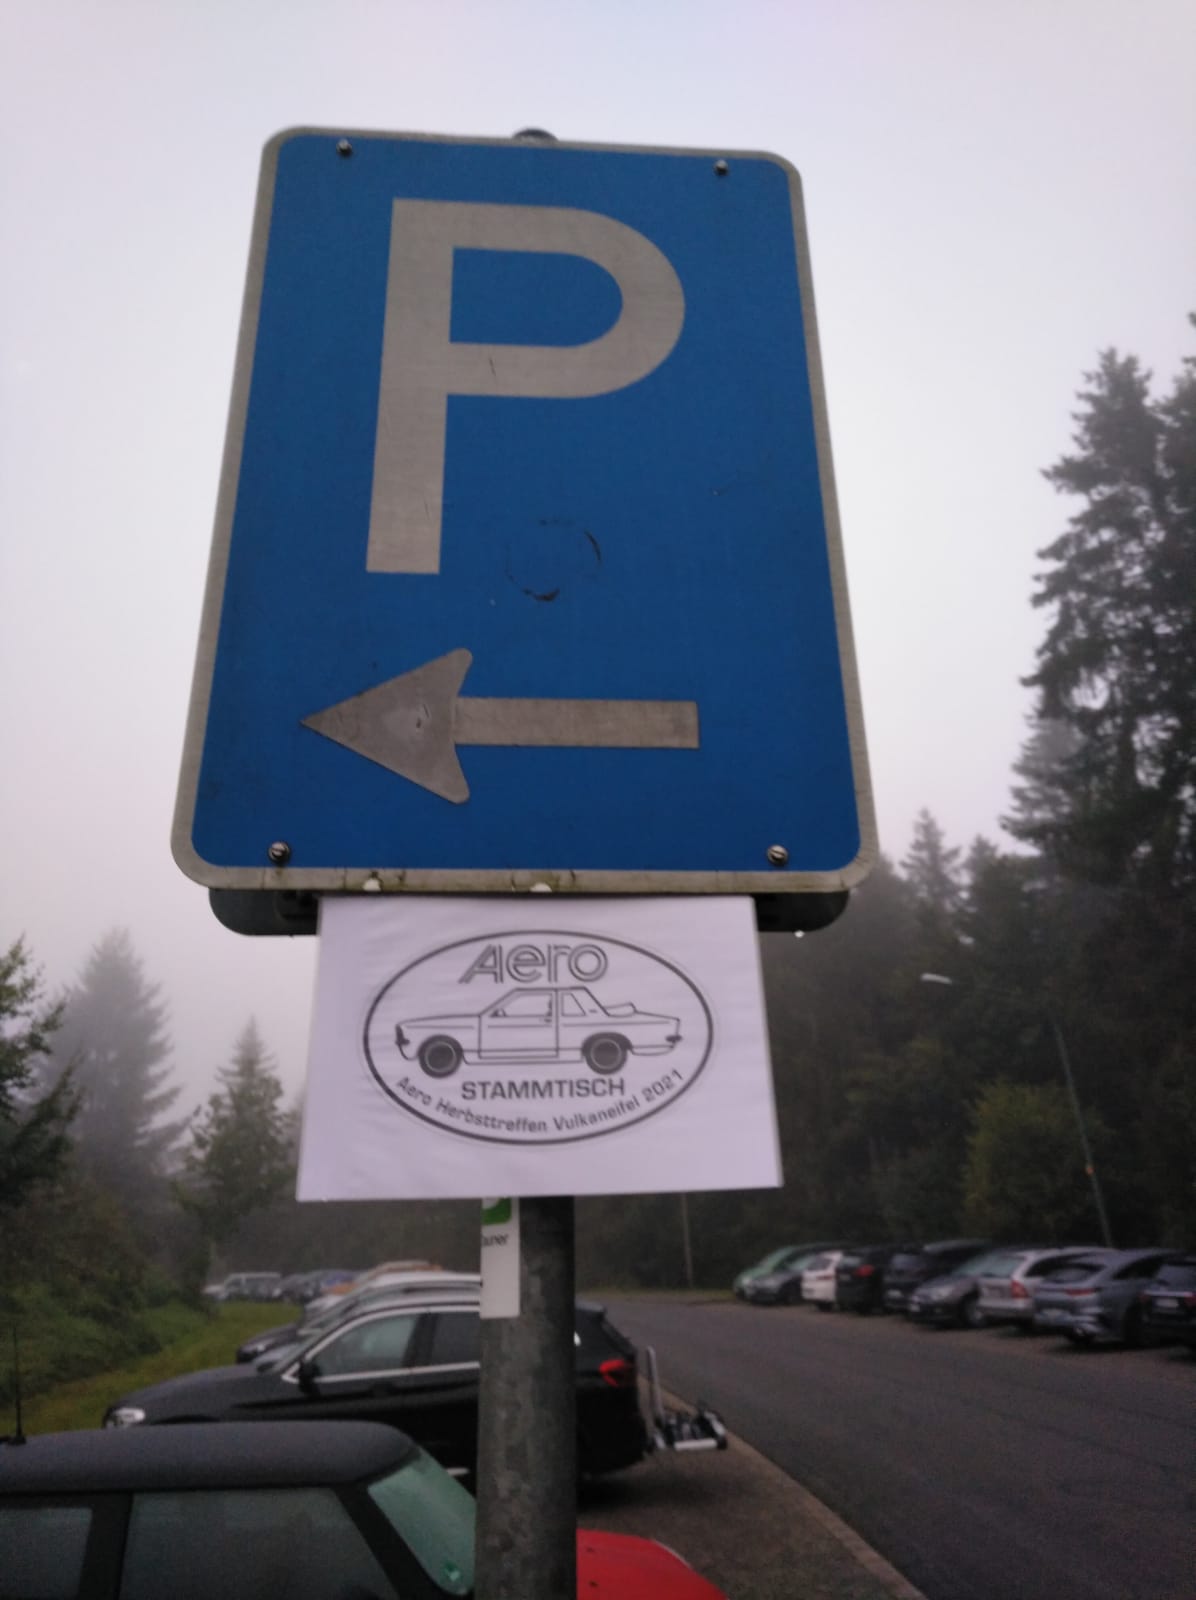 P
Aero
STAMMTISCH
Aero Herbsttreffen Vulkaneifel 2021